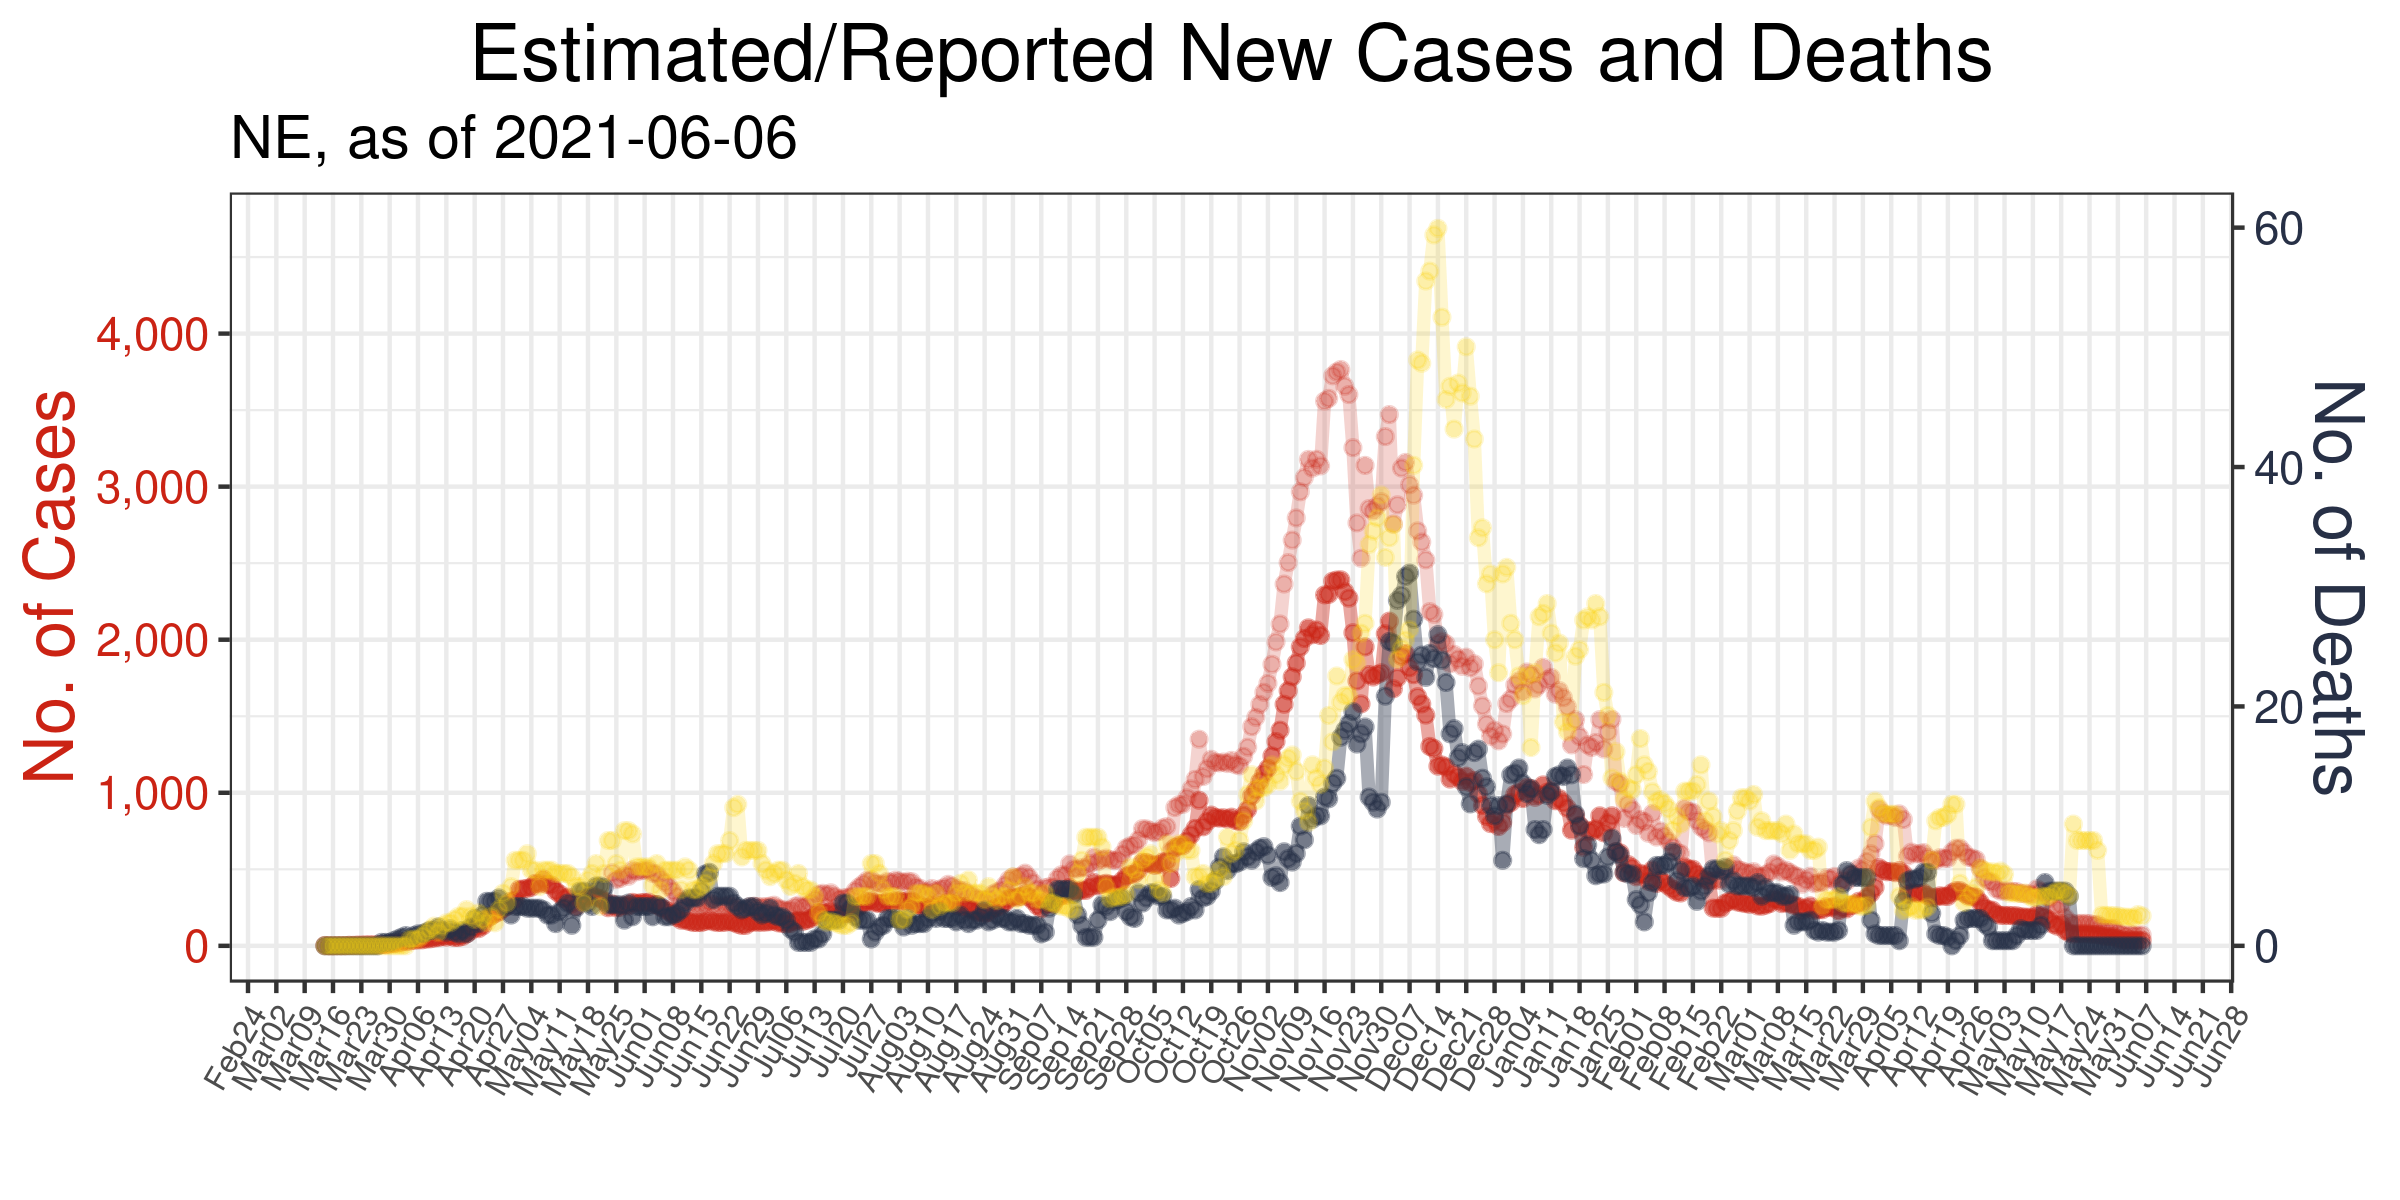 Estimated/Reported New Cases and Deaths
NE, as of 2021-06-06
No. of Cases
4,000
3,000
2,000
1,000
0
60
40
20
0
No. of Deaths
Feb24
Mar02
Mar09
Mar16
Mar23
Mar30
Apr06
Apr13
Apr20
Apr27
May04
May11
May18
May25
Jun01
Jun08
Jun15
Jun22
Jun29
Jul06
Jul13
Jul20
Jul27
Aug03
Aug10
Aug17
Aug24
Aug31
Sep07
Sep14
Sep21
Sep28
Oct05
Oct12
Oct19
Oct26
Nov02
Nov09
Nov16
Nov23
Nov30
Dec07
Dec14
Dec21
Dec28
Jan04
Jan11
Jan18
Jan25
Feb01
Feb08
Feb15
Feb22
Mar01
Mar08
Mar15
Mar22
Mar29
Apr05
Apr12
Apr19
Apr26
May03
May10
May17
May24
May31
Jun07
Jun14
Jun21
Jun28